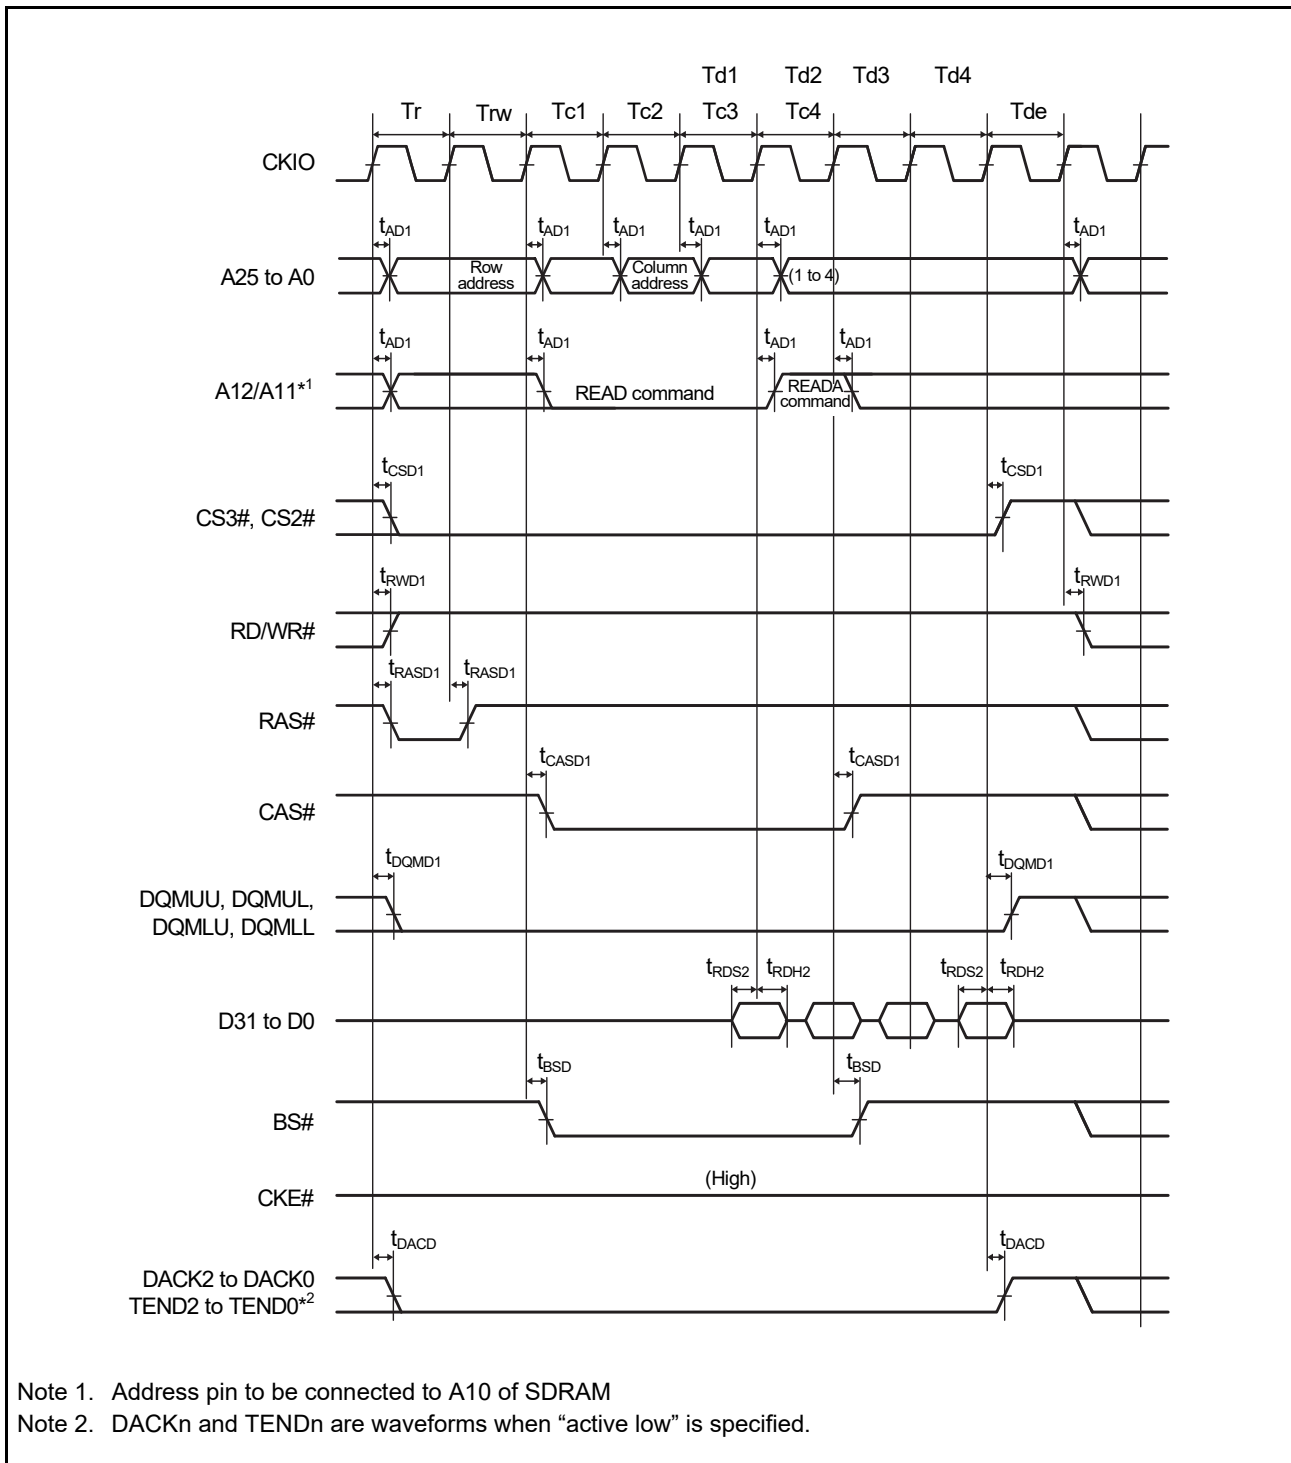 Td1 Td2 Td3 Td4
Tr Trw Tc1 Tc2 Tc3 Tc4 Tde
CKIO
tAD1 tAD1 tAD1 tAD1 tAD1 tAD1
A25 to A0
Row address
Column address
(1 to 4)
tAD1 tAD1 tAD1 tAD1
A12/A11*1
READ command
READA command
tCSD1 tCSD1
CS3#, CS2#
tRWD1 tRWD1
RD/WR#
tRASD1 tRASD1
RAS#
tCASD1 tCASD1
CAS#
tDQMD1 tDQMD1
DQMUU, DQMUL,
DQMLU, DQMLL
tRDS2 tRDH2 tRDS2 tRDH2
D31 to D0
tBSD tBSD
BS#
(High)
CKE#
tDACD tDACD
DACK2 to DACK0
TEND2 to TEND0*2
Note 1. Address pin to be connected to A10 of SDRAM
Note 2. DACKn and TENDn are waveforms when “active low” is specified.